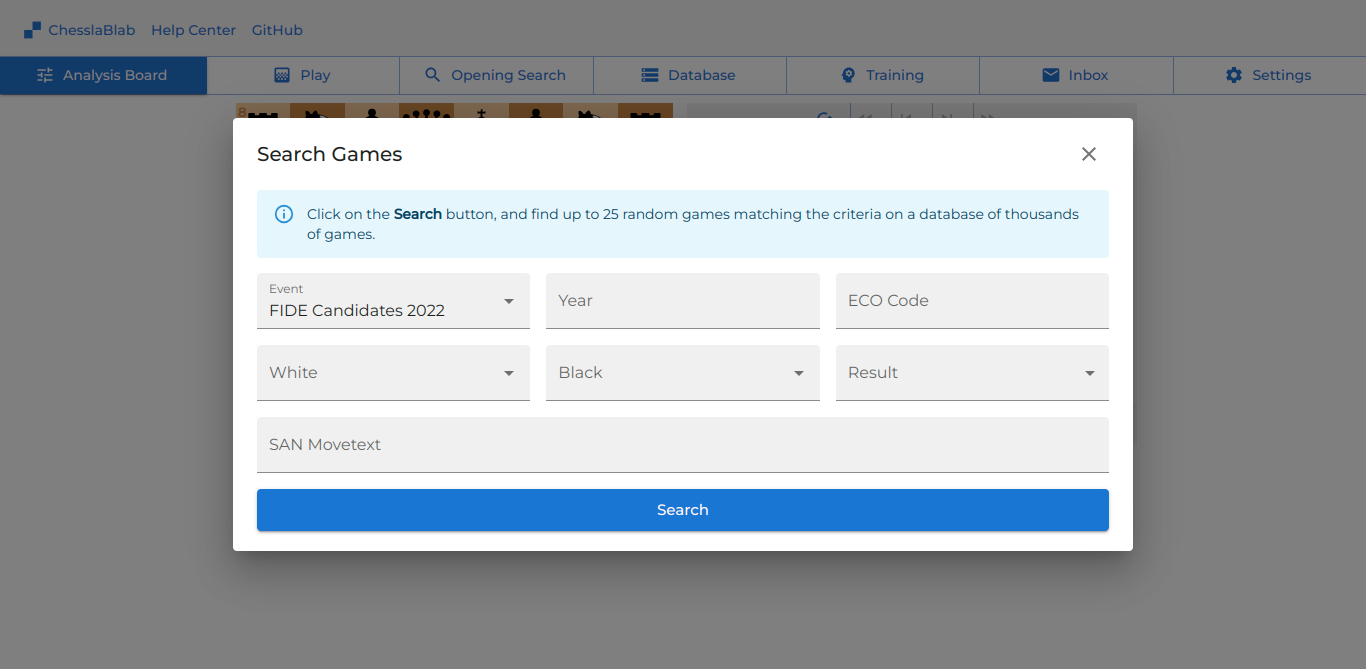 ChesslaBlab Help Center GitHub
Analysis Board Play Opening Search Database Training Inbox Settings
8
Search Games
Click on the Search button, and find up to 25 random games matching the criteria on a database of thousands
of games.
Event
FIDE Candidates 2022
Year
ECO Code
White
Black
Result
SAN Movetext
Search